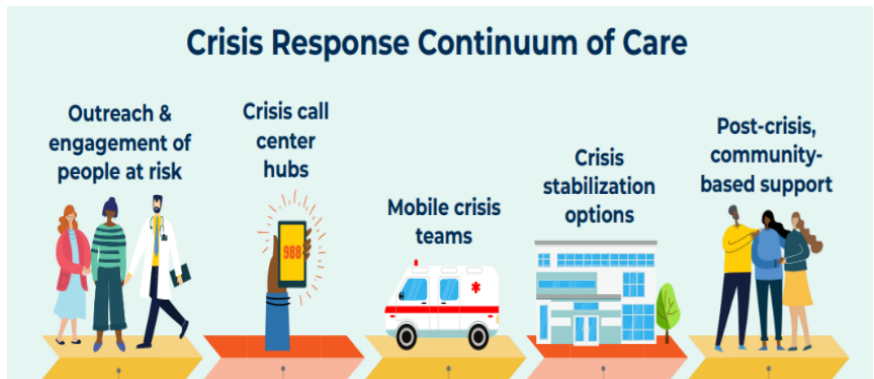 Crisis Response Continuum of Care
Outreach &
engagement of
people at risk
Crisis call
center
hubs
988
Mobile crisis
teams
Crisis
stabilization
options
Post-crisis,
community-
based support